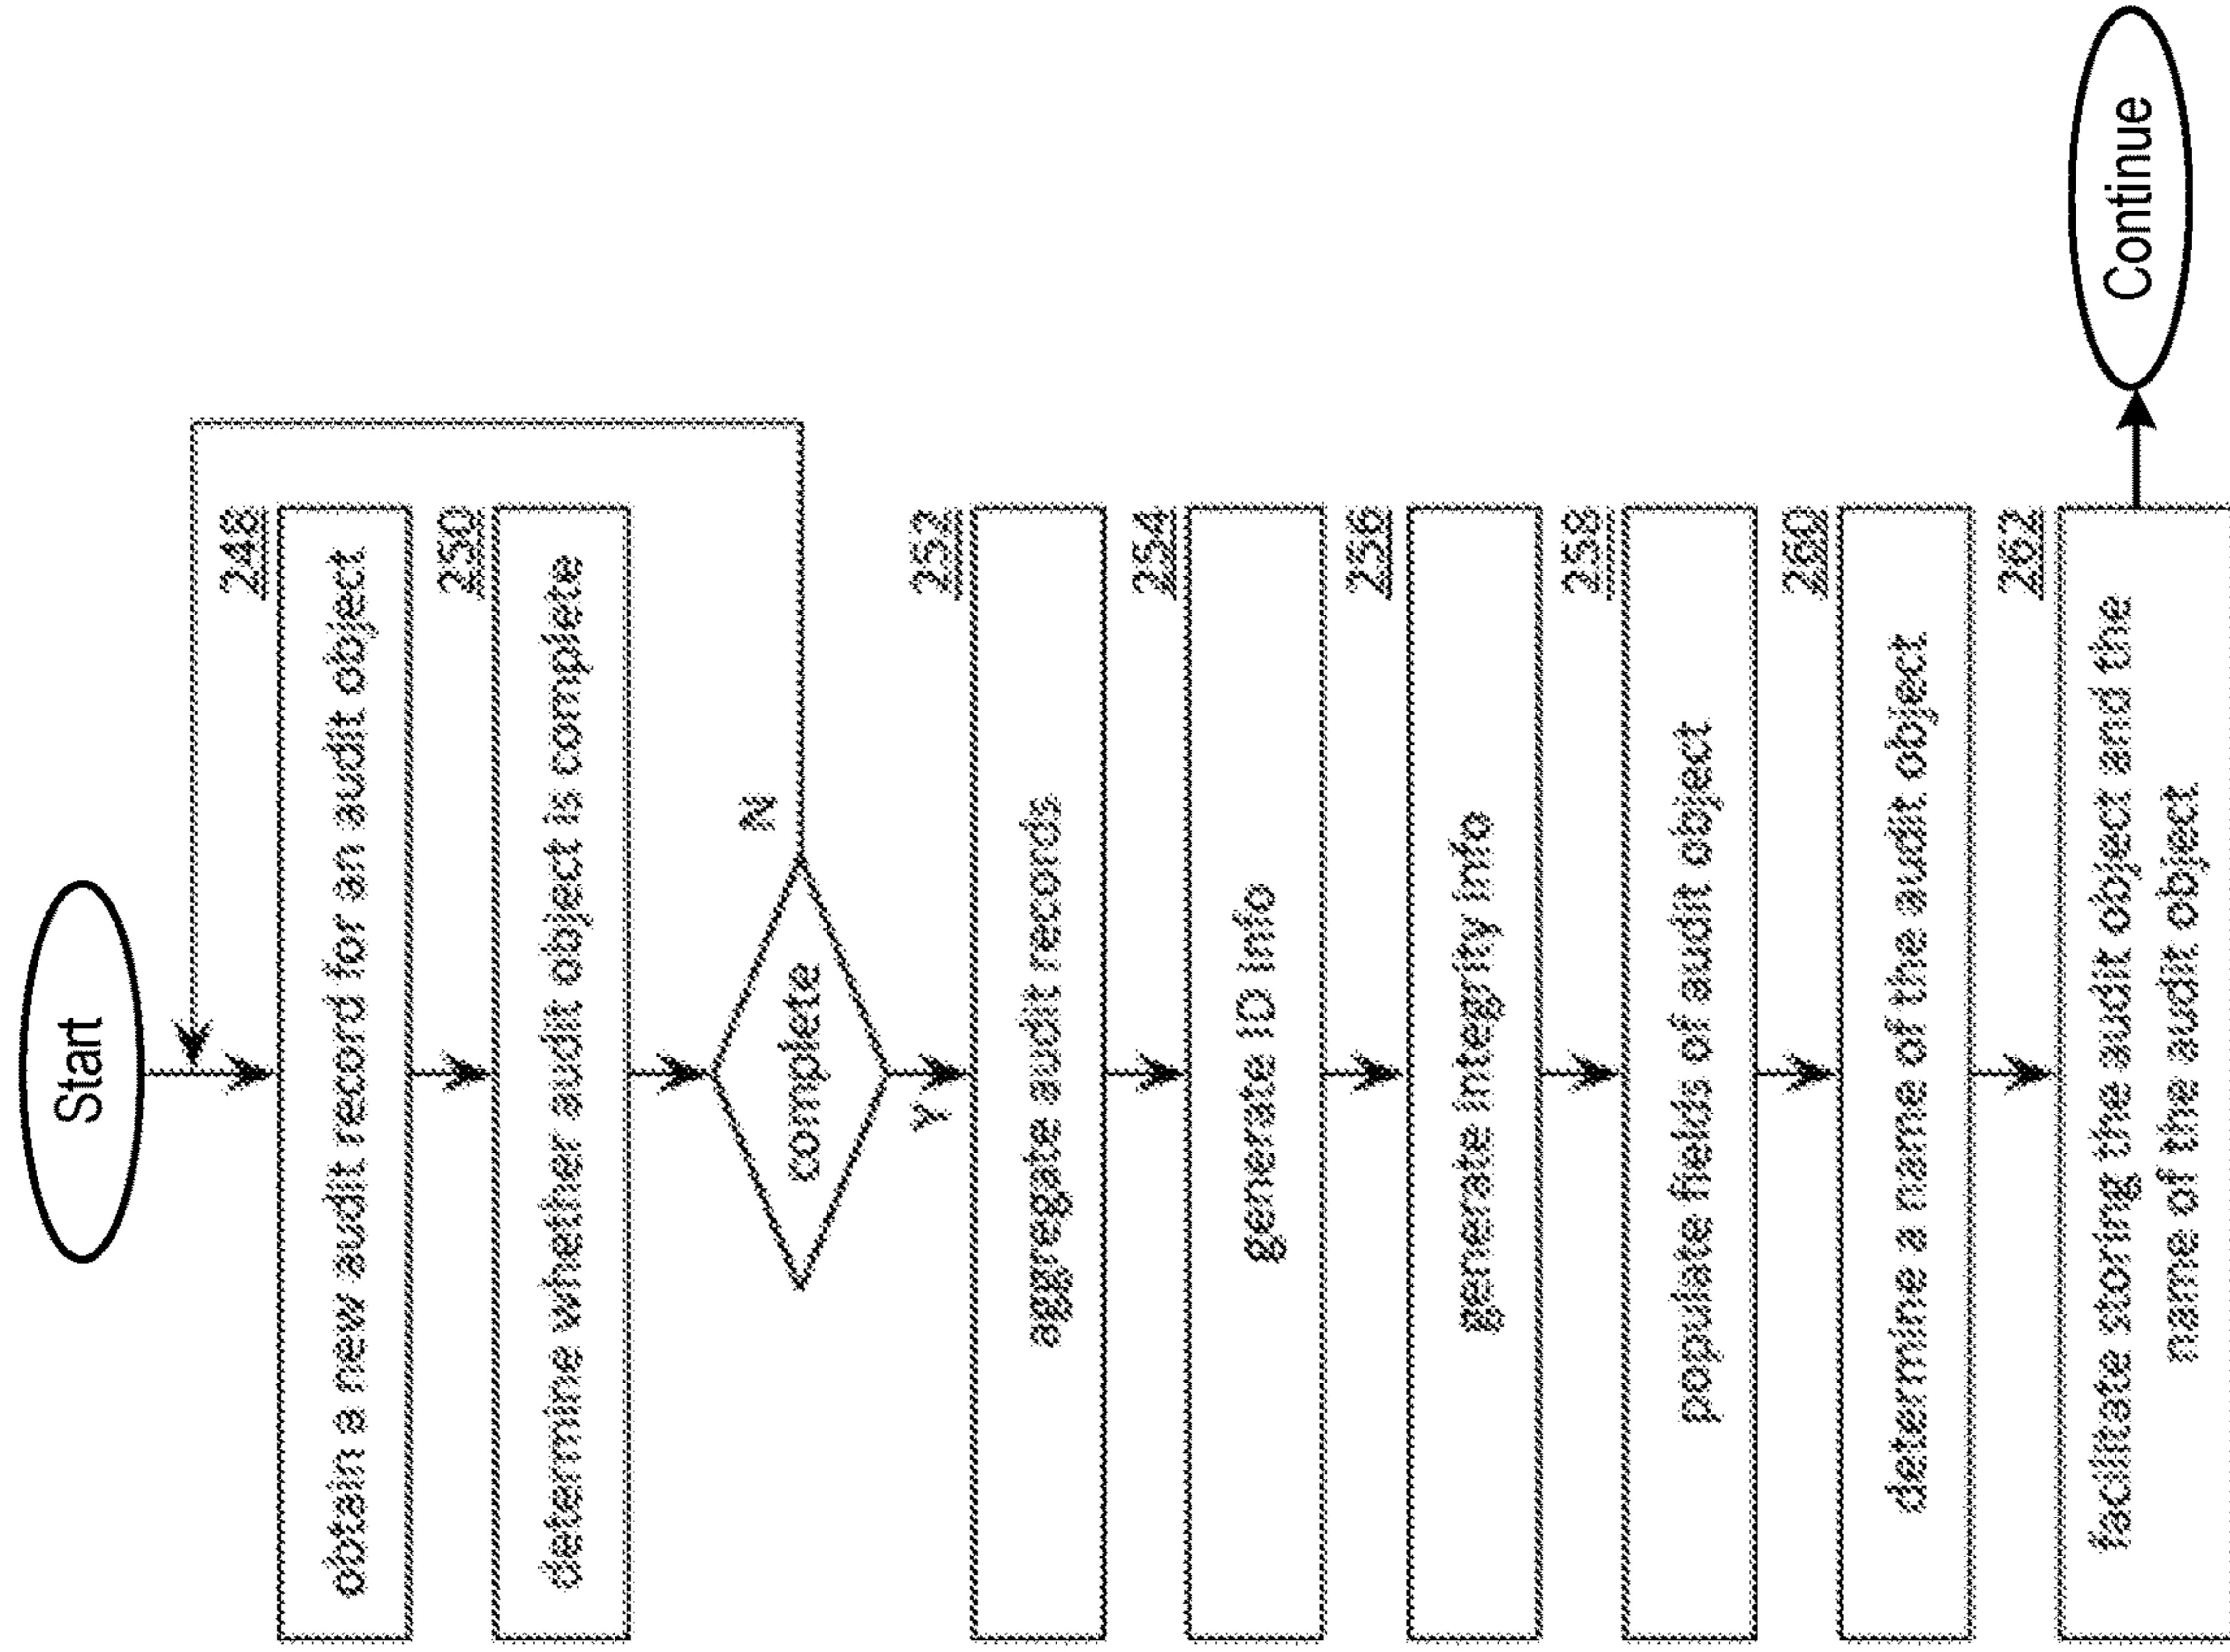 Start
248
obtain a new audit record for an audit object
250
determine whether audit object is complete
complete
N
Y
252
aggregate audit records
254
generate ID info
256
generate integrity info
258
populate fields of audit object
260
determine a name of the audit object
262
facilitate storing the audit object and the
name of the audit object
Continue